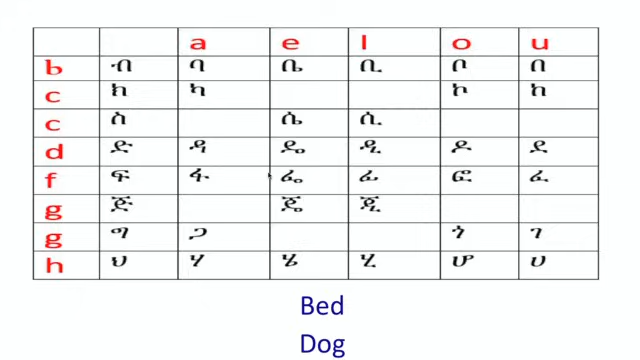 a e I o u
b ብ ባ ቤ ቢ ቦ በ
c ክ ካ ኮ ከ
c ስ ሴ ሲ
d ድ ዳ ዴ ዲ ዶ ደ
f ፍ ፋ ፌ ፊ ፎ ፈ
g ጅ ጄ ጂ
g ግ ጋ ጎ ገ
h ህ ሃ ሄ ሂ ሆ ሀ
Bed
Dog